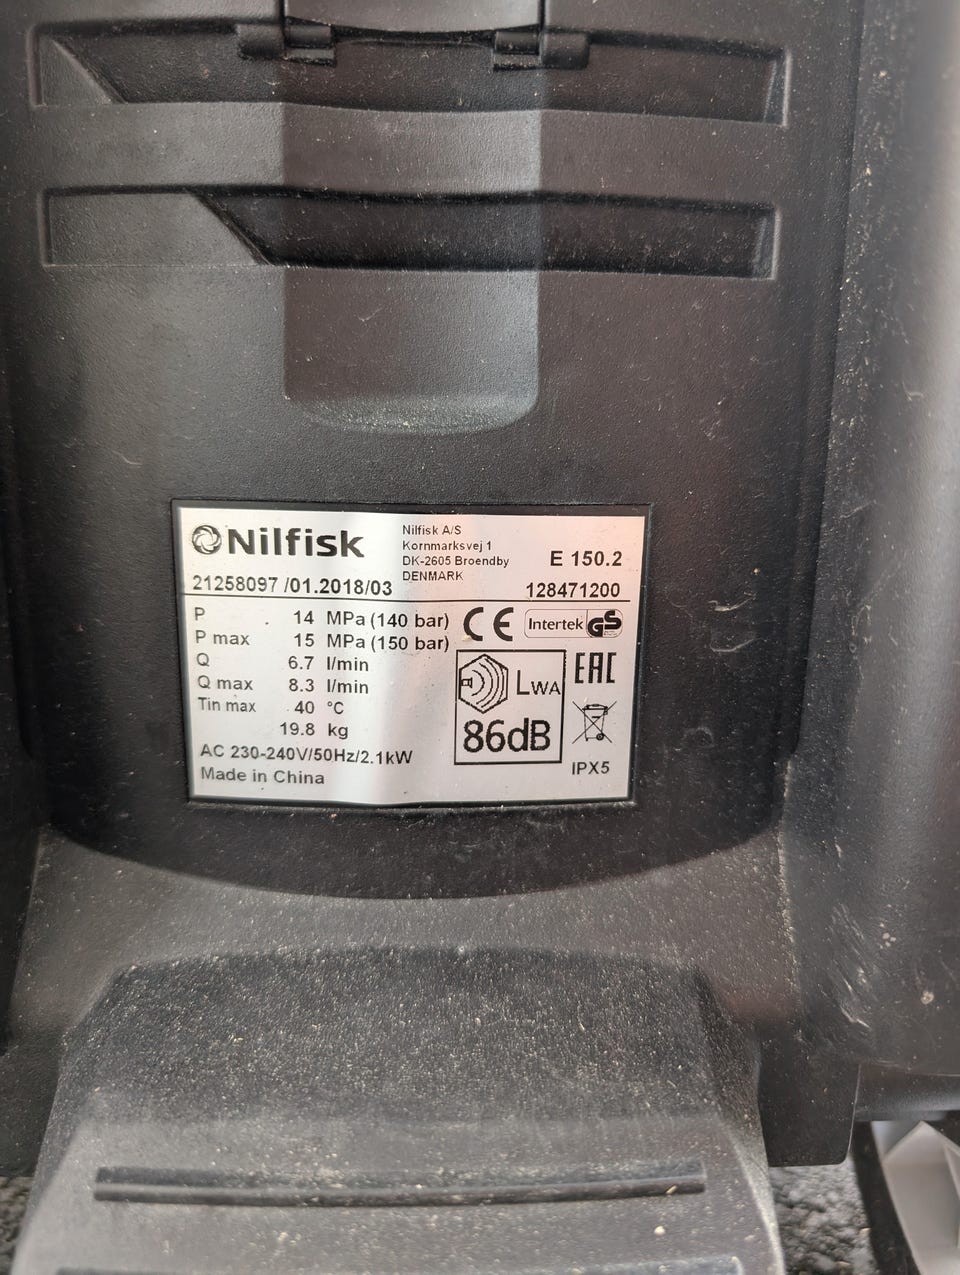 Nilfisk
Nilfisk A/S
Kornmarksvej 1
DK-2605 Broendby
DENMARK
E 150.2
21258097 /01.2018/03
128471200
P 14 MPa (140 bar)
P max 15 MPa (150 bar)
Q 6.7 l/min
Q max 8.3 l/min
Tin max 40 °C
19.8 kg
AC 230-240V/50Hz/2.1kW
Made in China
CE
Intertek GS
EAC
LWA
86dB
IPX5